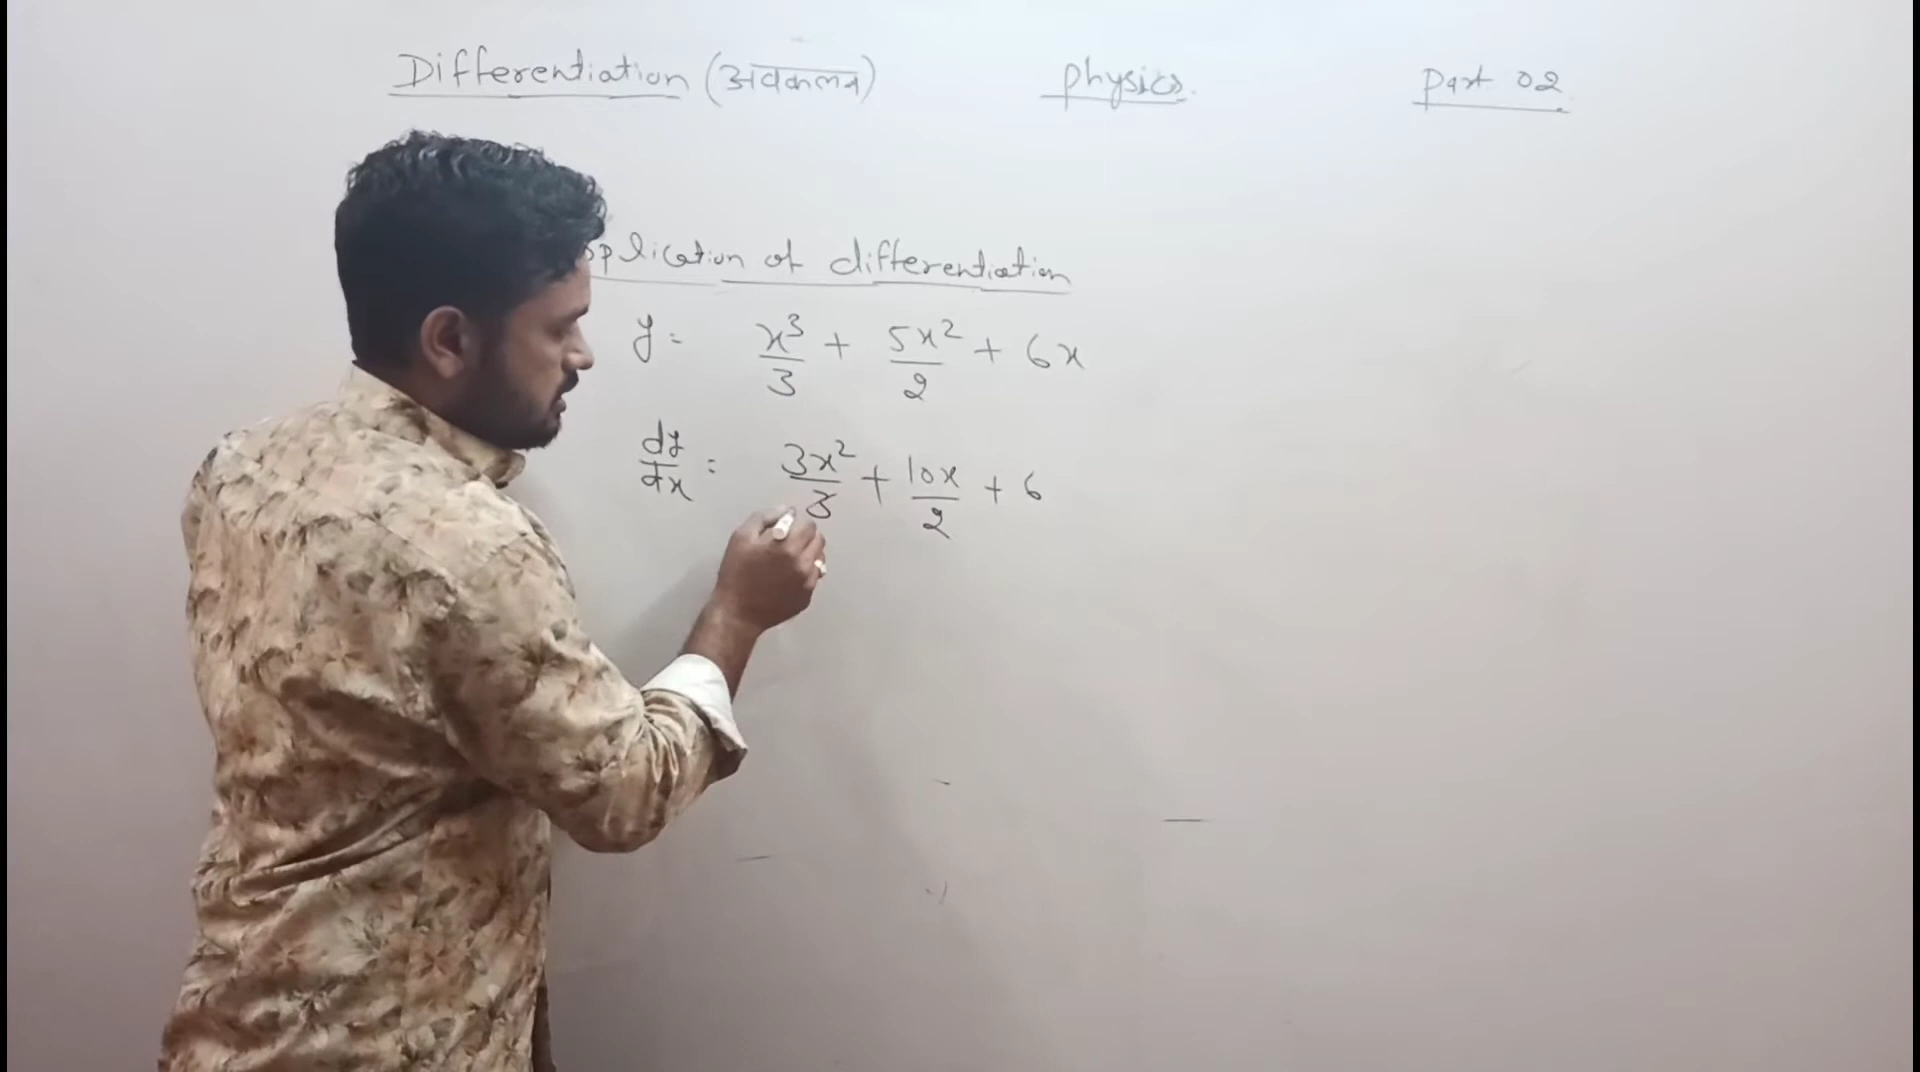 Differentiation (अवकलन) physics. Part 02
of differentiation
y = x³/3 + 5x²/2 + 6x
dy/dx = 3x²/3 + 10x/2 + 6